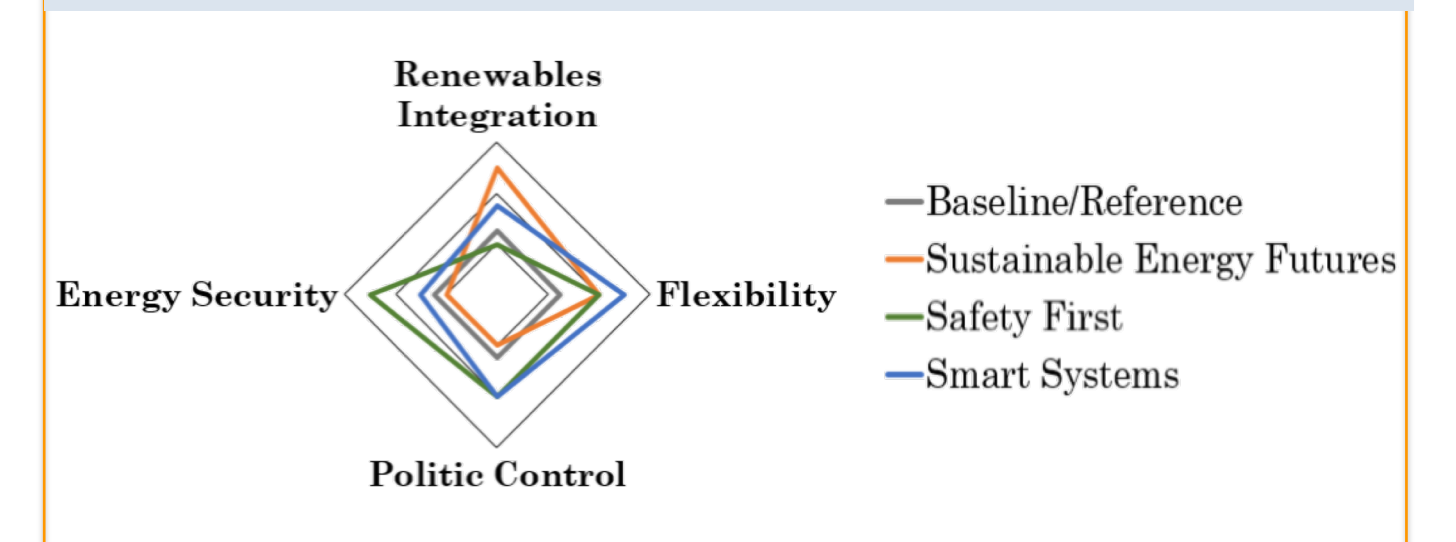 Renewables
Integration
Energy Security
Flexibility
Politic Control
Baseline/Reference
Sustainable Energy Futures
Safety First
Smart Systems